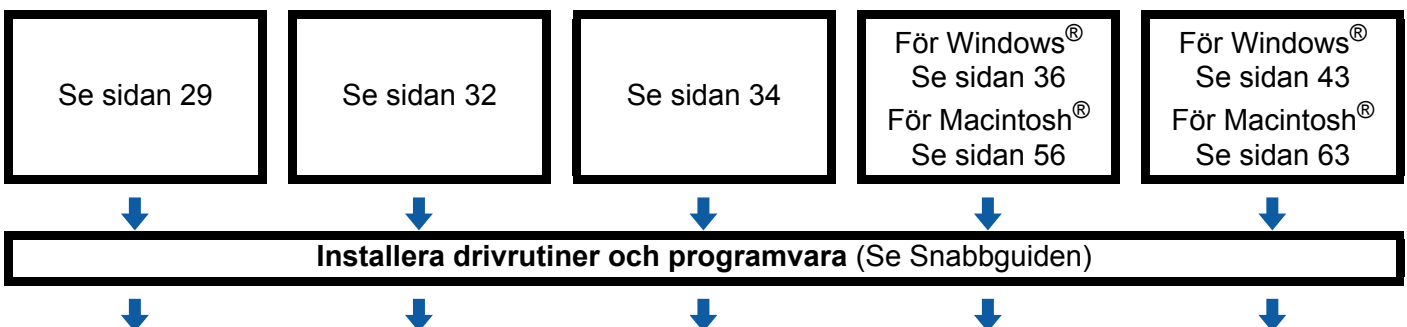 Se sidan 29
Se sidan 32
Se sidan 34
För Windows®
Se sidan 36
För Macintosh®
Se sidan 56
För Windows®
Se sidan 43
För Macintosh®
Se sidan 63
Installera drivrutiner och programvara (Se Snabbguiden)